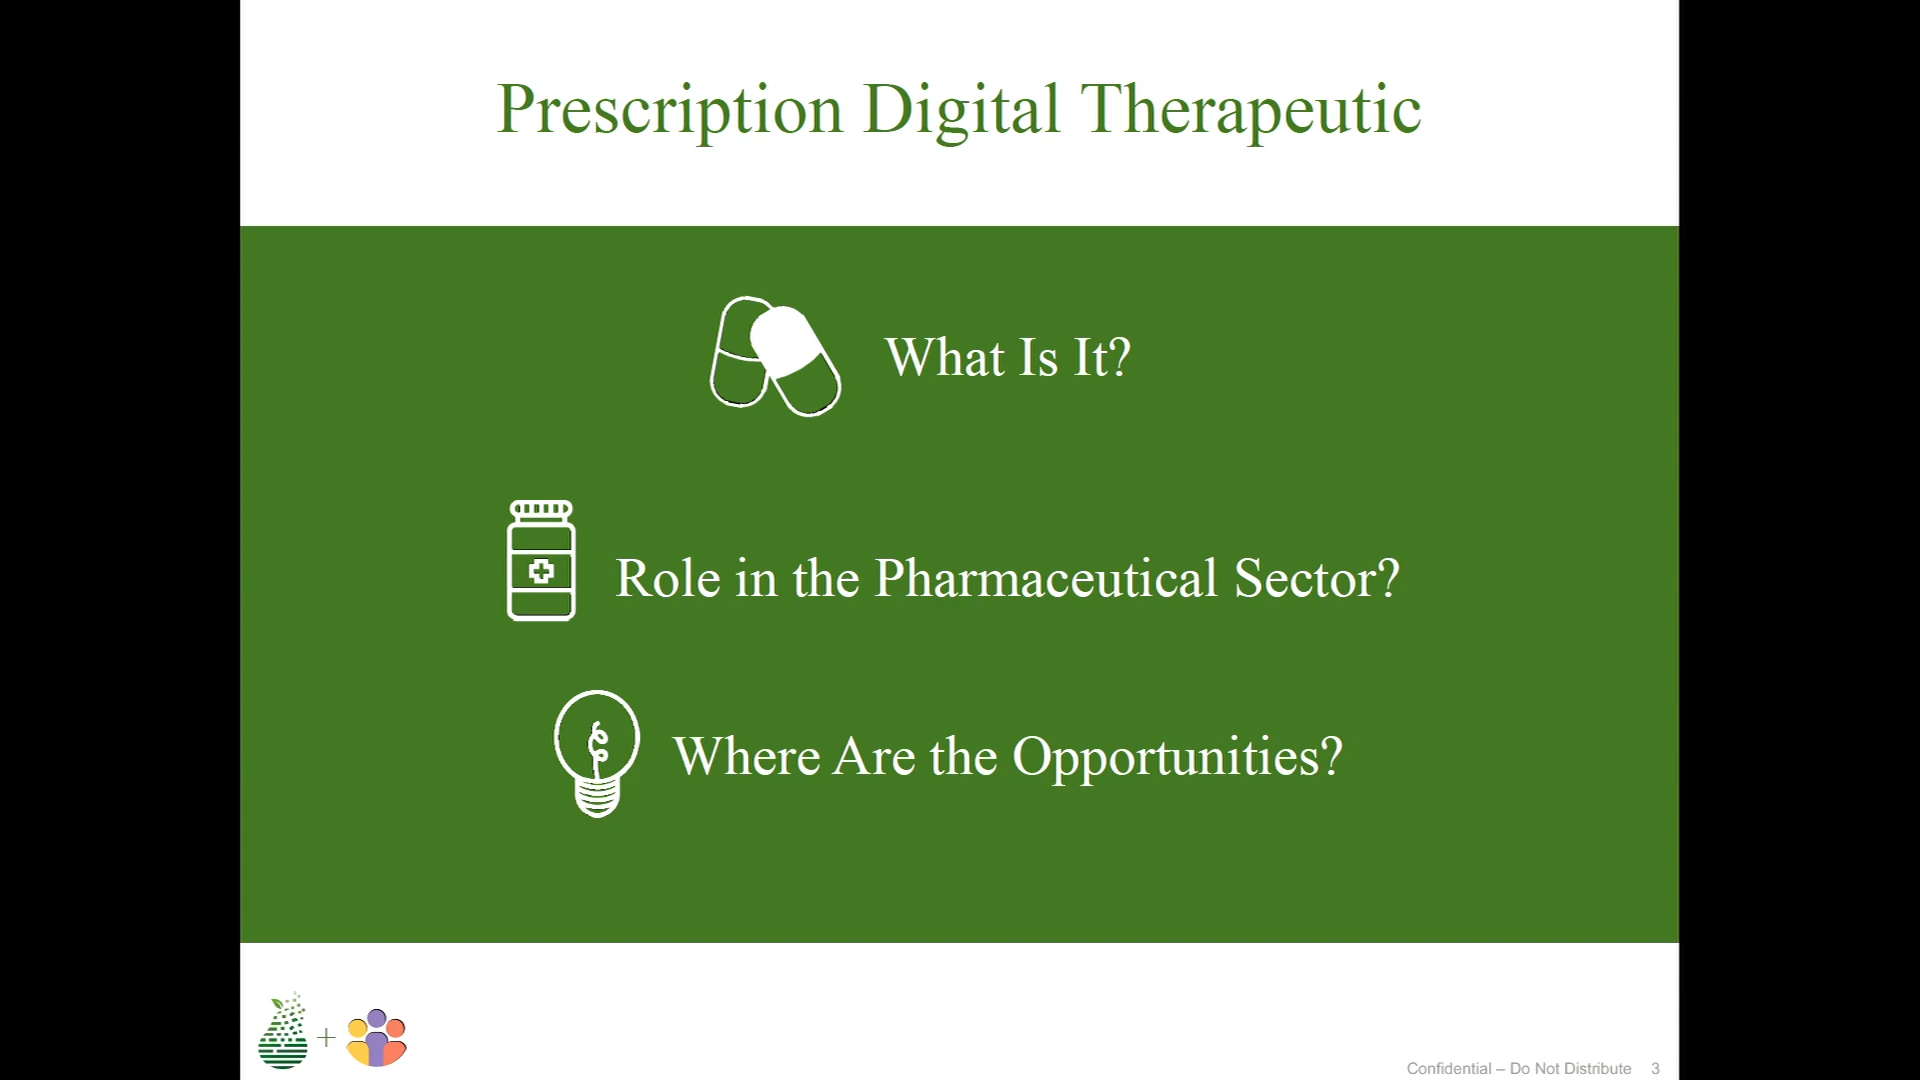 Prescription Digital Therapeutic
What Is It?
Role in the Pharmaceutical Sector?
Where Are the Opportunities?
+
Confidential – Do Not Distribute 3